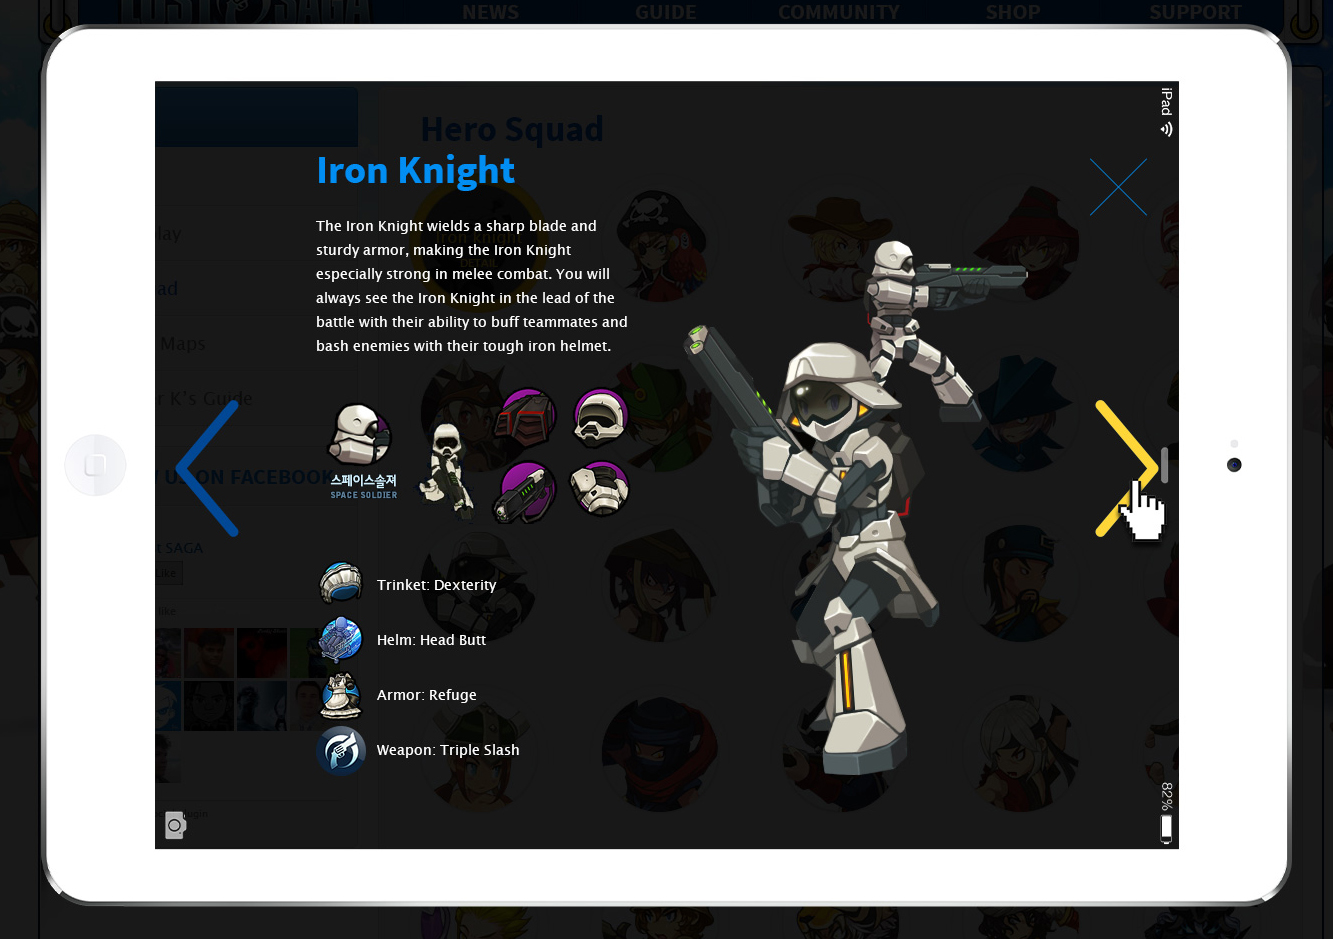 LOST SAGA
NEWS
GUIDE
COMMUNITY
SHOP
SUPPORT
iPad
Hero Squad
Iron Knight
The Iron Knight wields a sharp blade and
sturdy armor, making the Iron Knight
especially strong in melee combat. You will
always see the Iron Knight in the lead of the
battle with their ability to buff teammates and
bash enemies with their tough iron helmet.
Maps
r K's Guide
U ON FACEBOOK
스페이스솔져
SPACE SOLDIER
t SAGA
Like
like
Trinket: Dexterity
Helm: Head Butt
Armor: Refuge
Weapon: Triple Slash
82%